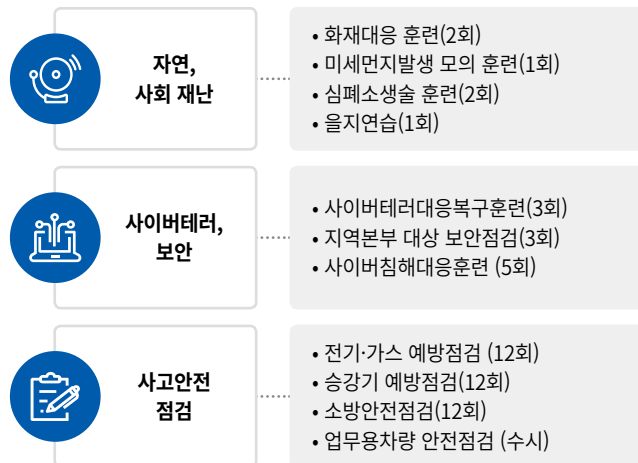 자연,
사회 재난
• 화재대응 훈련(2회)
• 미세먼지발생 모의 훈련(1회)
• 심폐소생술 훈련(2회)
• 을지연습(1회)
사이버테러,
보안
• 사이버테러대응복구훈련(3회)
• 지역본부 대상 보안점검(3회)
• 사이버침해대응훈련 (5회)
사고안전
점검
• 전기·가스 예방점검 (12회)
• 승강기 예방점검(12회)
• 소방안전점검(12회)
• 업무용차량 안전점검 (수시)